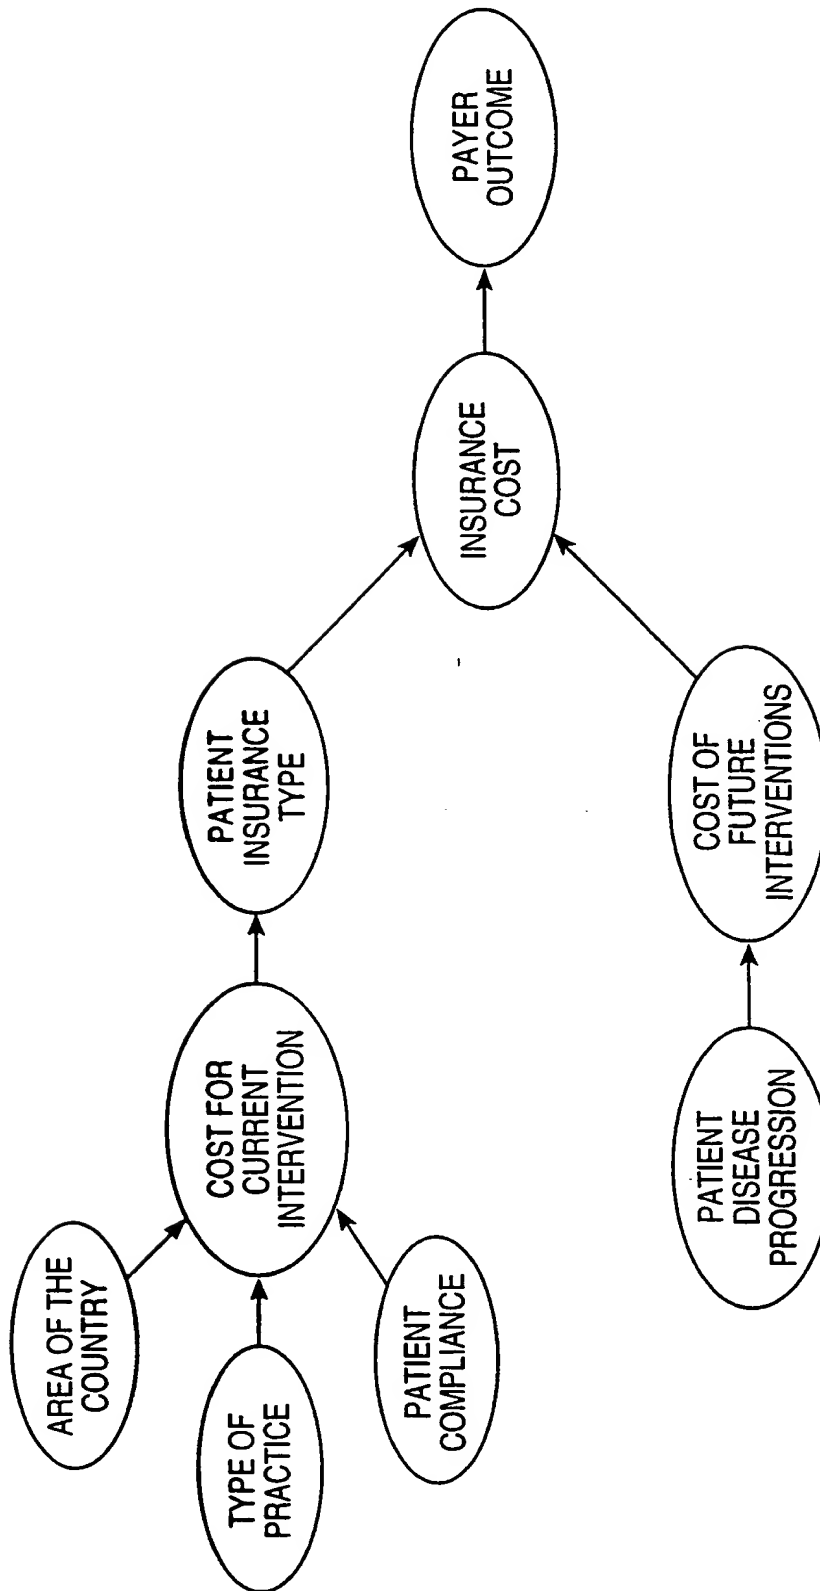 AREA OF THE
COUNTRY
TYPE OF
PRACTICE
PATIENT
COMPLIANCE
COST FOR
CURRENT
INTERVENTION
PATIENT
INSURANCE
TYPE
PATIENT
DISEASE
PROGRESSION
COST OF
FUTURE
INTERVENTIONS
INSURANCE
COST
PAYER
OUTCOME